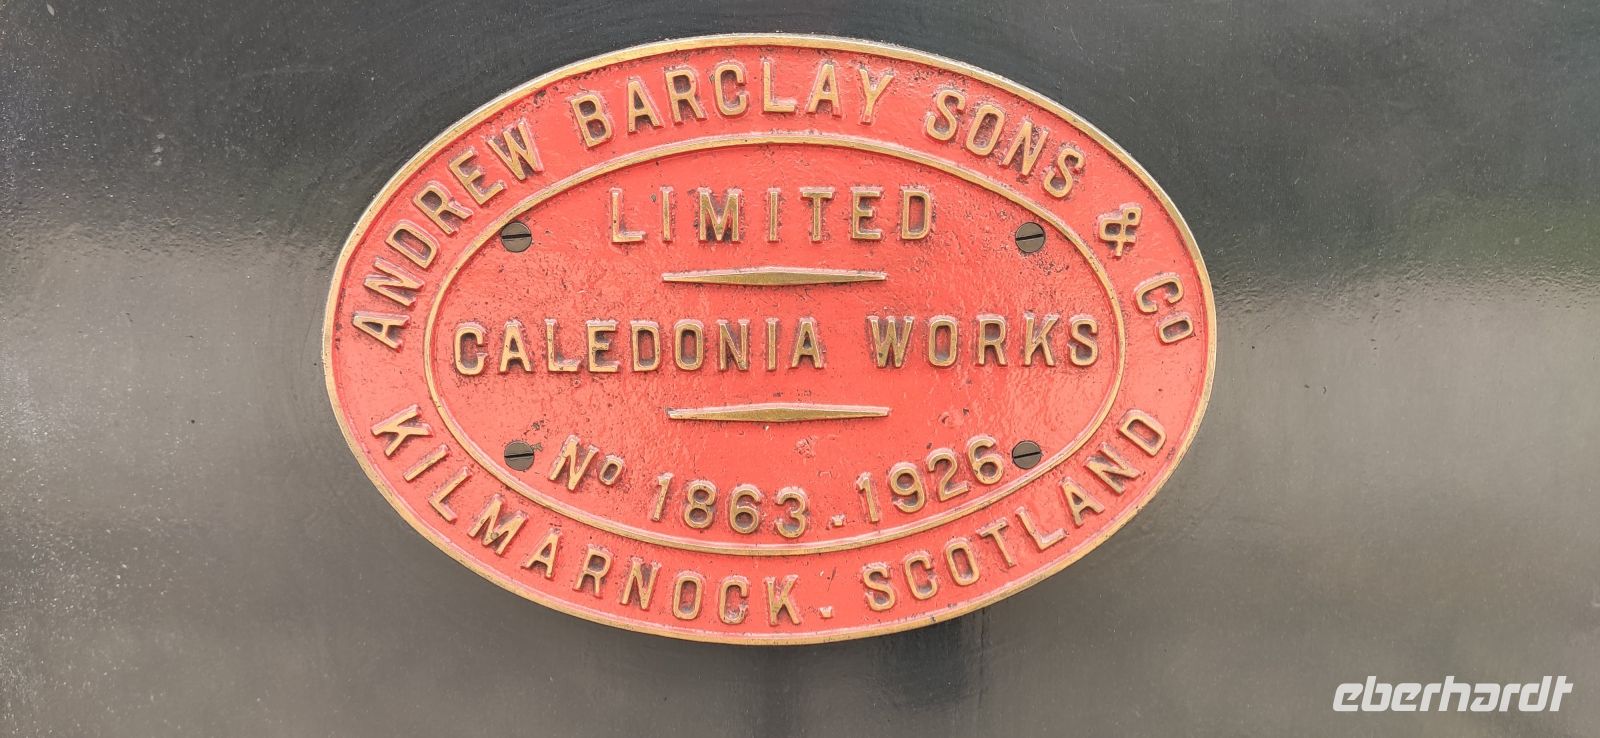 ANDREW BARCLAY SONS & CO
LIMITED
CALEDONIA WORKS
No 1863.1926
KILMARNOCK. SCOTLAND
eberhardt